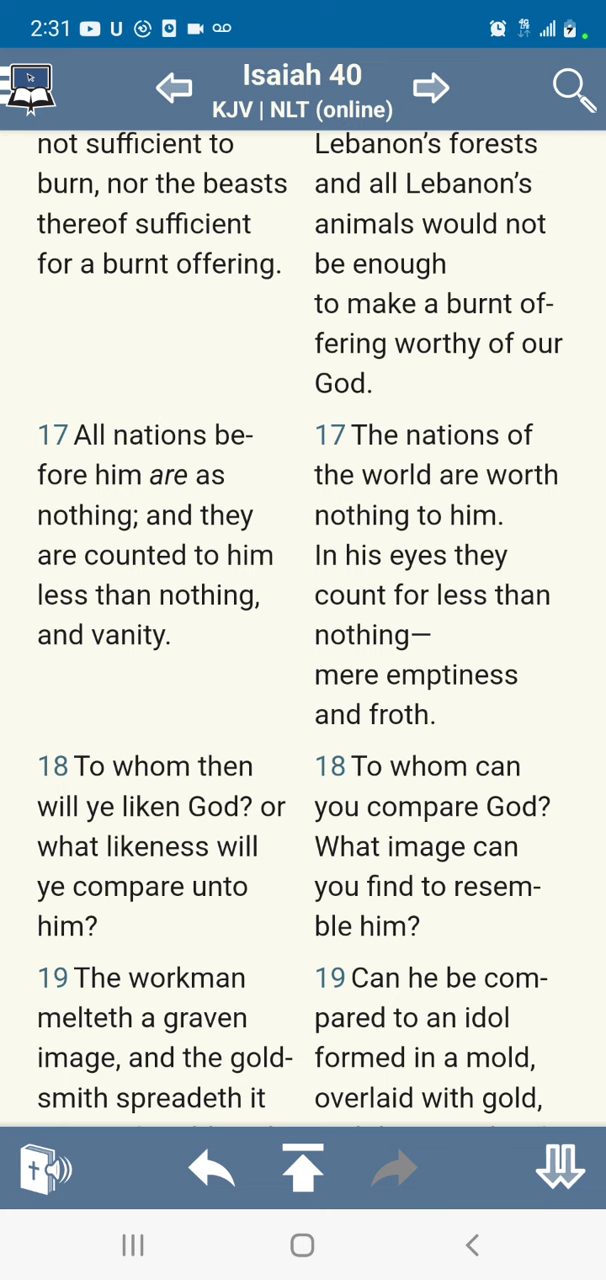 2:31
Isaiah 40
KJV | NLT (online)
not sufficient to
burn, nor the beasts
thereof sufficient
for a burnt offering.
Lebanon's forests
and all Lebanon's
animals would not
be enough
to make a burnt of-
fering worthy of our
God.
17 All nations be-
fore him are as
nothing; and they
are counted to him
less than nothing,
and vanity.
17 The nations of
the world are worth
nothing to him.
In his eyes they
count for less than
nothing—
mere emptiness
and froth.
18 To whom then
will ye liken God? or
what likeness will
ye compare unto
him?
18 To whom can
you compare God?
What image can
you find to resem-
ble him?
19 The workman
melteth a graven
image, and the gold-
smith spreadeth it
19 Can he be com-
pared to an idol
formed in a mold,
overlaid with gold,